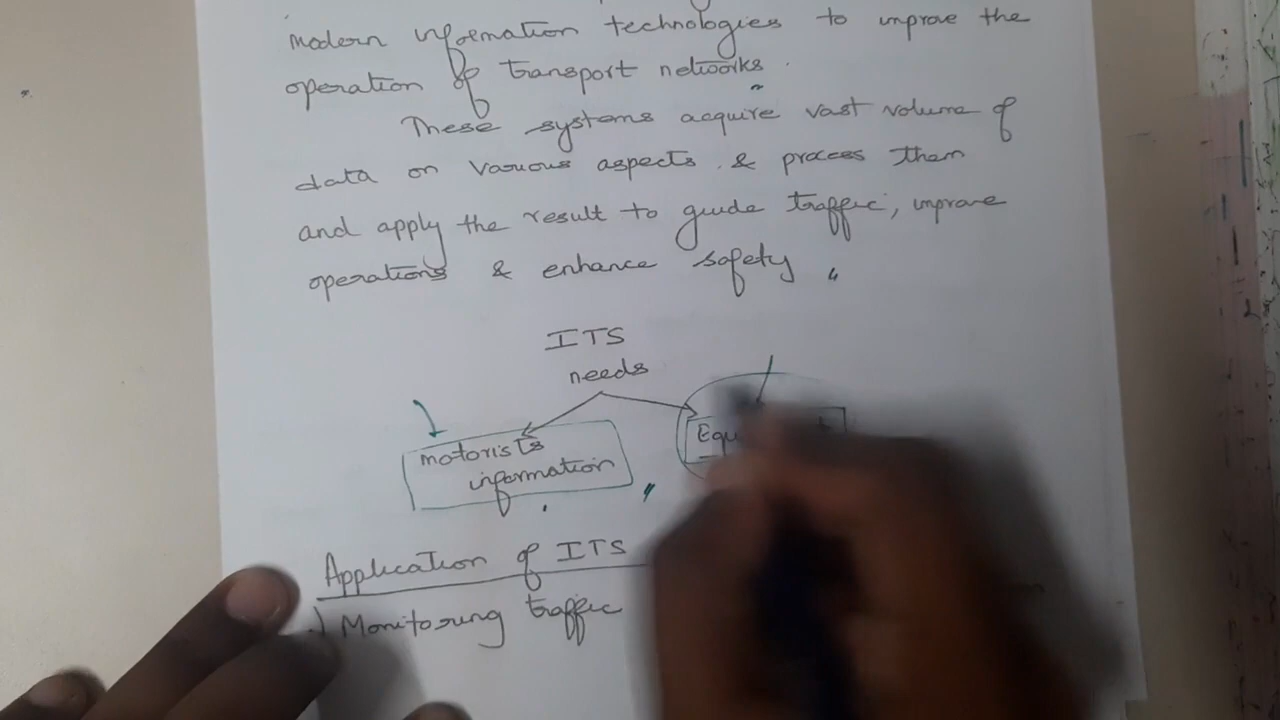 modern information technologies to improve the
operation of transport networks.
These systems acquire vast volume of
data on various aspects & process them
and apply the result to guide traffic, improve
operations & enhance safety
ITS
needs
motorists
information
Application of ITS
Monitoring traffic